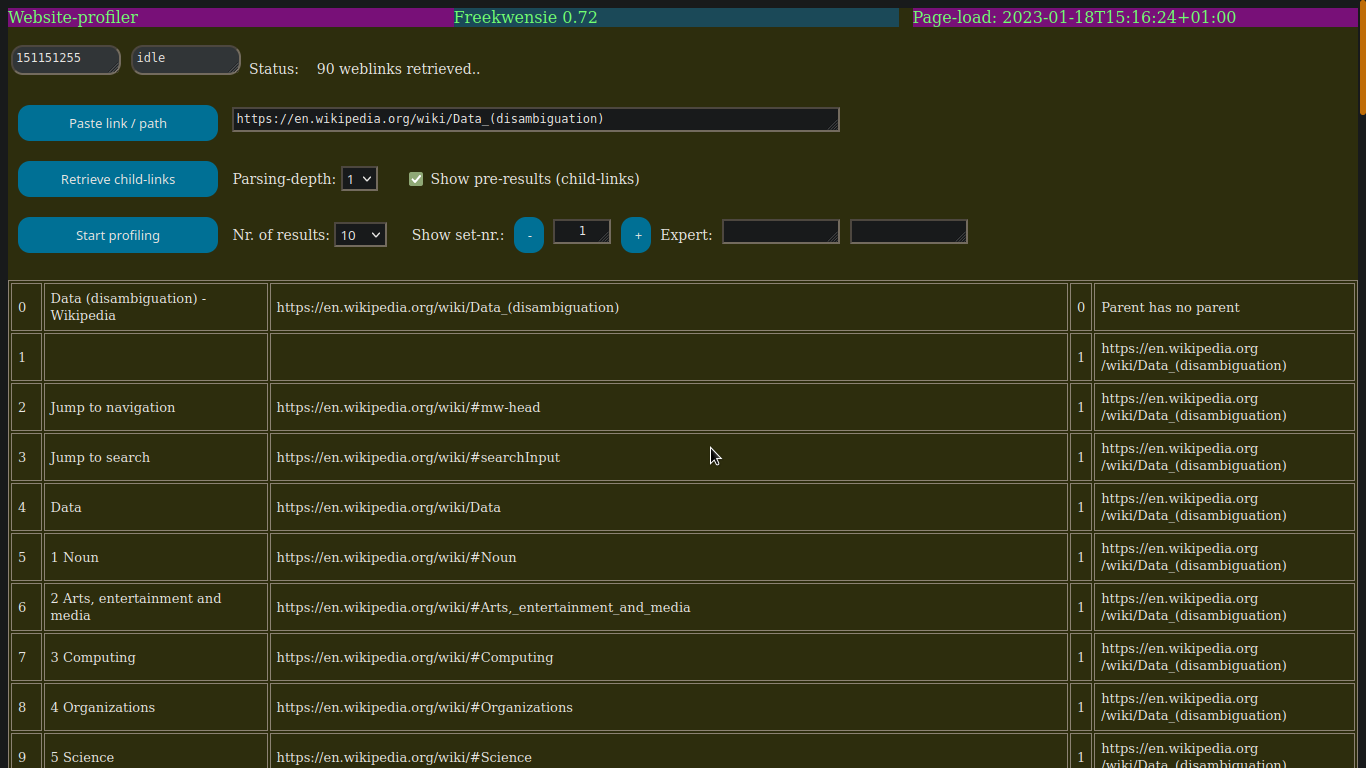 Website-profiler Freekwensie 0.72 Page-load: 2023-01-18T15:16:24+01:00
151151255 idle Status: 90 weblinks retrieved..
Paste link / path https://en.wikipedia.org/wiki/Data_(disambiguation)
Retrieve child-links Parsing-depth: 1 Show pre-results (child-links)
Start profiling Nr. of results: 10 Show set-nr.: - 1 + Expert:
0 Data (disambiguation) - Wikipedia https://en.wikipedia.org/wiki/Data_(disambiguation) 0 Parent has no parent
1 1 https://en.wikipedia.org/wiki/Data_(disambiguation)
2 Jump to navigation https://en.wikipedia.org/wiki/#mw-head 1 https://en.wikipedia.org/wiki/Data_(disambiguation)
3 Jump to search https://en.wikipedia.org/wiki/#searchInput 1 https://en.wikipedia.org/wiki/Data_(disambiguation)
4 Data https://en.wikipedia.org/wiki/Data 1 https://en.wikipedia.org/wiki/Data_(disambiguation)
5 1 Noun https://en.wikipedia.org/wiki/#Noun 1 https://en.wikipedia.org/wiki/Data_(disambiguation)
6 2 Arts, entertainment and media https://en.wikipedia.org/wiki/#Arts,_entertainment_and_media 1 https://en.wikipedia.org/wiki/Data_(disambiguation)
7 3 Computing https://en.wikipedia.org/wiki/#Computing 1 https://en.wikipedia.org/wiki/Data_(disambiguation)
8 4 Organizations https://en.wikipedia.org/wiki/#Organizations 1 https://en.wikipedia.org/wiki/Data_(disambiguation)
9 5 Science https://en.wikipedia.org/wiki/#Science 1 https://en.wikipedia.org/wiki/Data_(disambiguation)